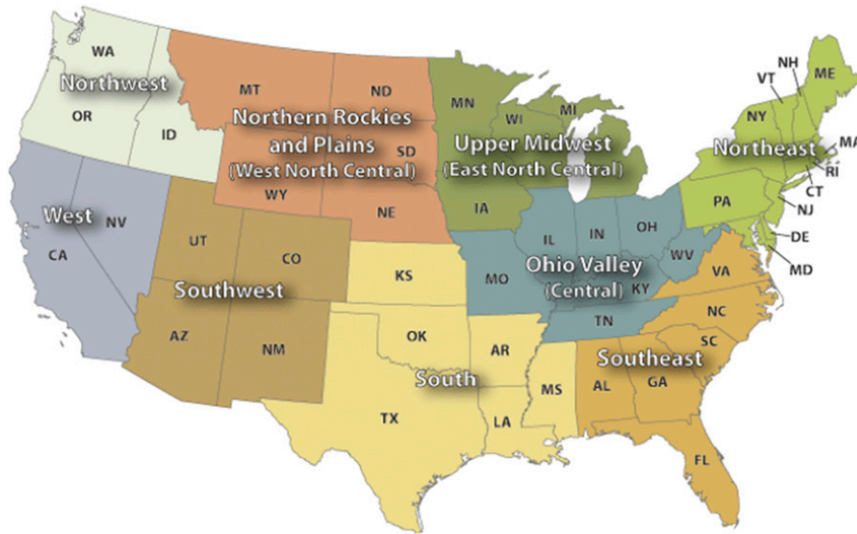 WA
Northwest
OR
ID
MT
ND
Northern Rockies
and Plains
SD
(West North Central)
WY
NE
MN
WI
MI
Upper Midwest
(East North Central)
IA
ME
NH
VT
NY
MA
Northeast
RI
CT
PA
NJ
DE
MD
West
NV
CA
UT
CO
Southwest
AZ
NM
KS
OK
AR
South
MS
TX
LA
IL
IN
OH
WV
MO
Ohio Valley
(Central)
KY
TN
VA
NC
SC
Southeast
AL
GA
FL